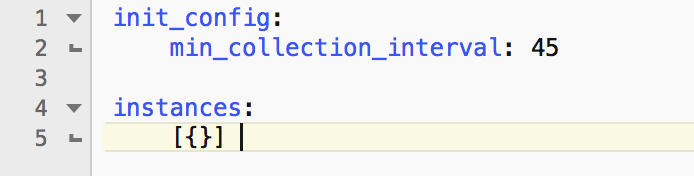 1 init_config:
2 min_collection_interval: 45
3
4 instances:
5 [{}]